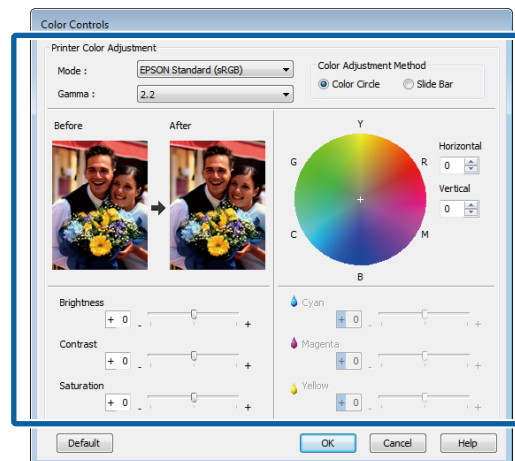 Color Controls
Printer Color Adjustment
Mode :
EPSON Standard (sRGB)
Gamma :
2.2
Color Adjustment Method
Color Circle
Slide Bar
Before
After
Y
G
R
C
M
B
Horizontal
0
Vertical
0
Brightness
+ 0
- +
Contrast
+ 0
- +
Saturation
+ 0
- +
Cyan
+ 0
- +
Magenta
+ 0
- +
Yellow
+ 0
- +
Default
OK
Cancel
Help